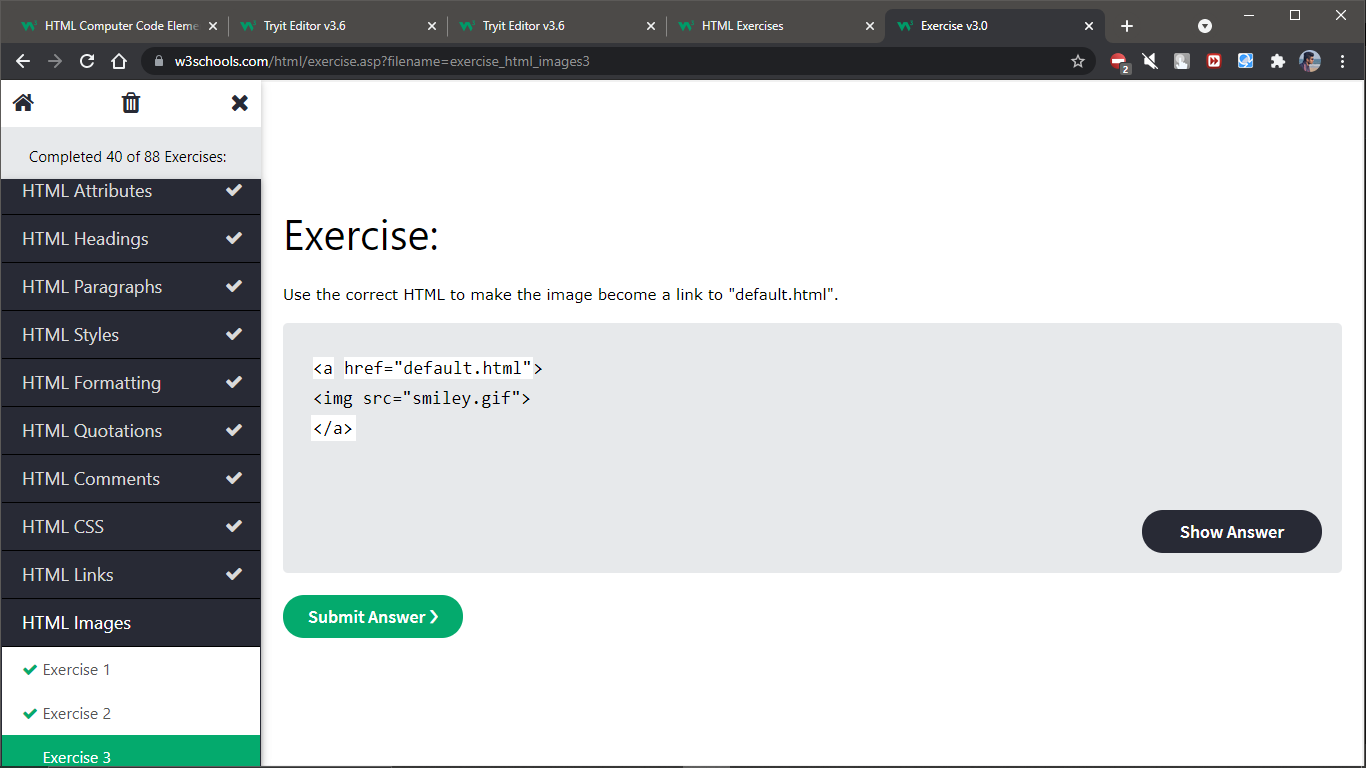 HTML Computer Code Eleme
Tryit Editor v3.6
Tryit Editor v3.6
HTML Exercises
Exercise v3.0
w3schools.com/html/exercise.asp?filename=exercise_html_images3
2
Completed 40 of 88 Exercises:
HTML Attributes
HTML Headings
HTML Paragraphs
HTML Styles
HTML Formatting
HTML Quotations
HTML Comments
HTML CSS
HTML Links
HTML Images
Exercise 1
Exercise 2
Exercise 3
Exercise:
Use the correct HTML to make the image become a link to "default.html".
<a href="default.html">
<img src="smiley.gif">
</a>
Show Answer
Submit Answer ❯